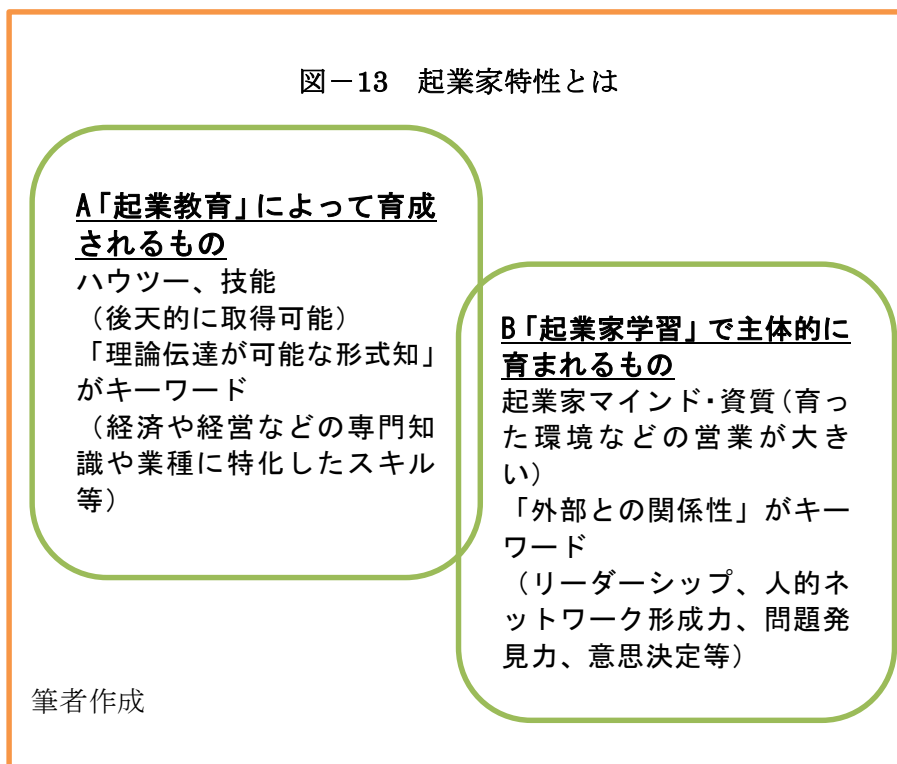 図－13　起業家特性とは
A「起業教育」によって育成
されるもの
ハウツー、技能
（後天的に取得可能）
「理論伝達が可能な形式知」
がキーワード
（経済や経営などの専門知
識や業種に特化したスキル
等）
B「起業家学習」で主体的に
育まれるもの
起業家マインド・資質（育っ
た環境などの営業が大き
い）
「外部との関係性」がキー
ワード
（リーダーシップ、人的ネ
ットワーク形成力、問題発
見力、意思決定等）
筆者作成